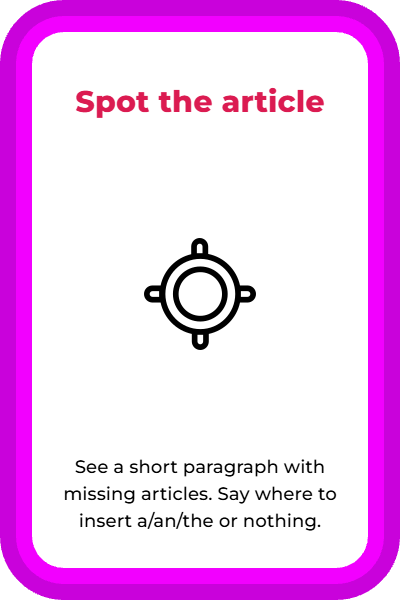 Spot the article
See a short paragraph with
missing articles. Say where to
insert a/an/the or nothing.